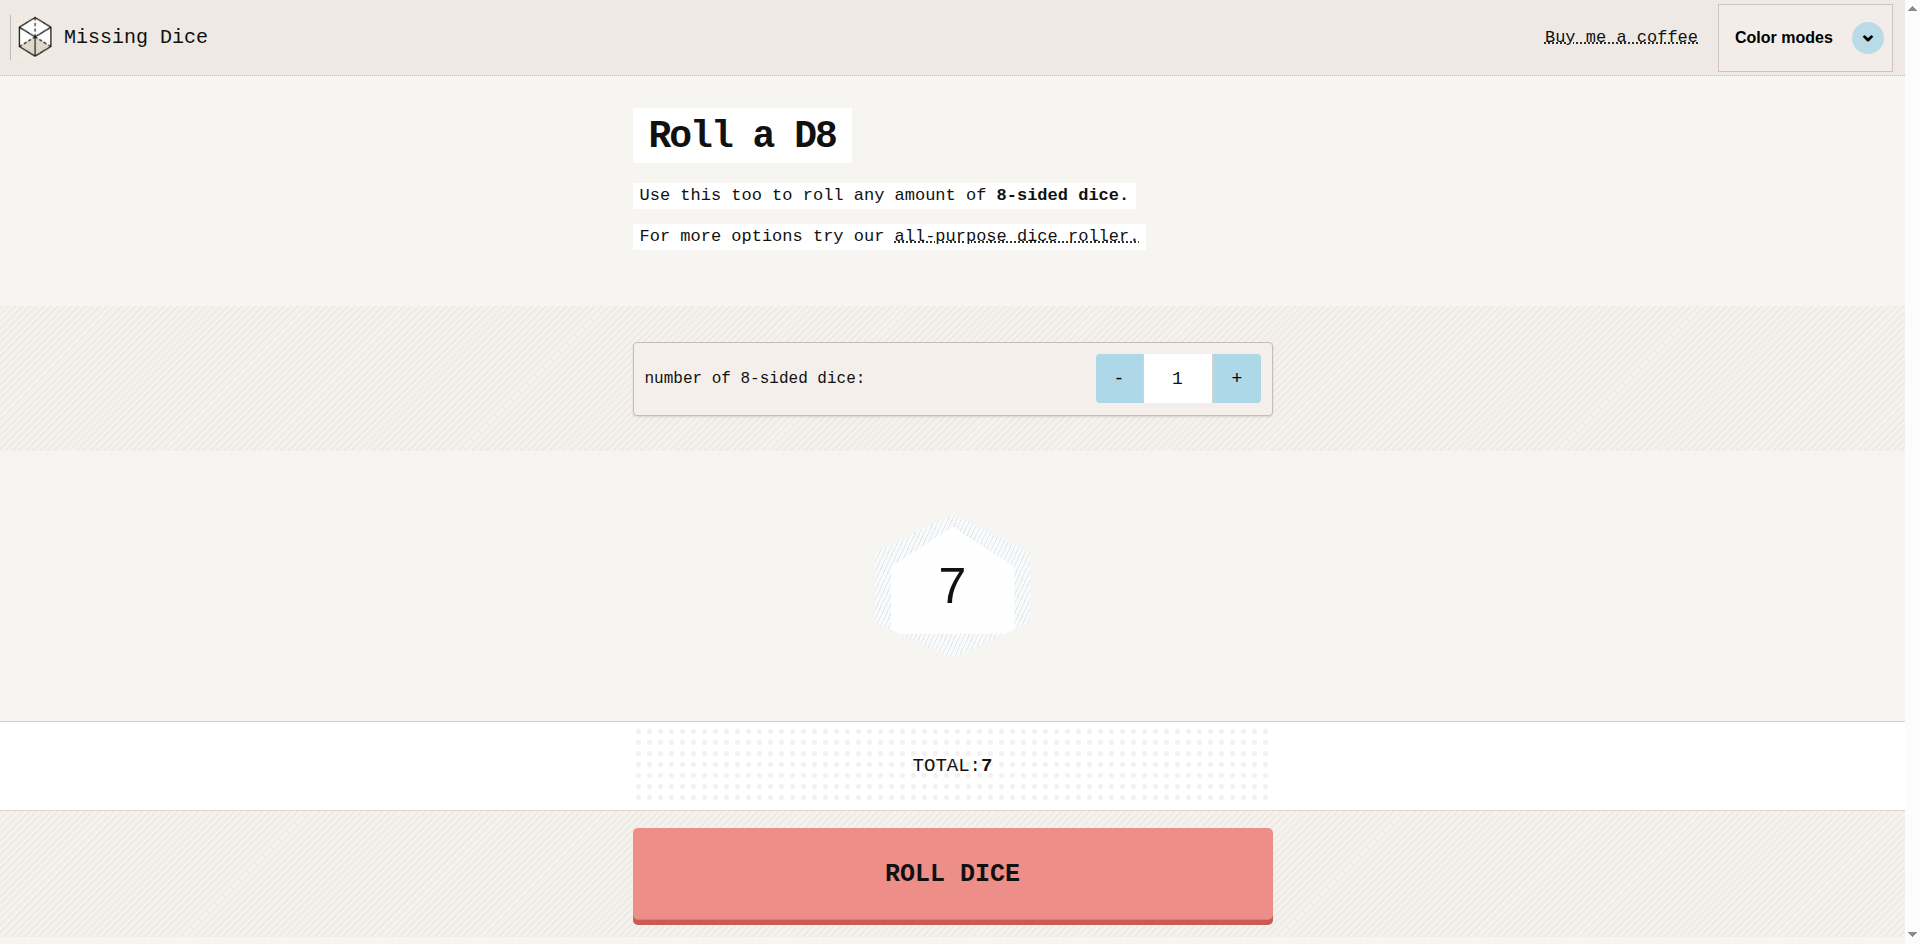 Missing Dice
Buy me a coffee
Color modes
Roll a D8
Use this too to roll any amount of 8-sided dice.
For more options try our all-purpose dice roller.
number of 8-sided dice:
- 1 +
7
TOTAL:7
ROLL DICE